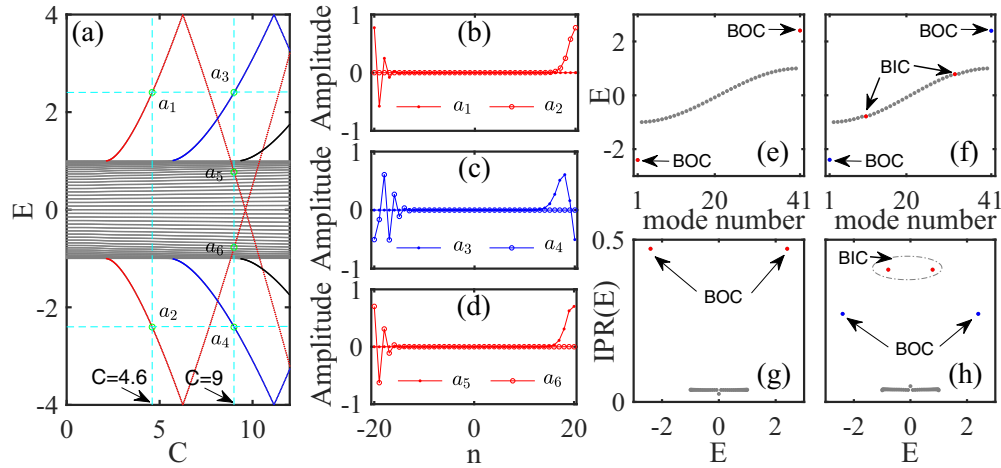 (a)
4
2
0
-2
-4
E
a3
a1
a5
a6
a2
a4
C=4.6
C=9
0
5
10
C
(b)
1
0
-1
Amplitude
a1
a2
(c)
1
0
-1
Amplitude
a3
a4
(d)
1
0
-1
Amplitude
a5
a6
-20
0
20
n
2
0
-2
E
BOC
BOC
(e)
1
20
41
mode number
BOC
BIC
BOC
(f)
1
20
41
mode number
0.5
0
IPR(E)
BOC
(g)
-2
0
2
E
BIC
BOC
(h)
-2
0
2
E